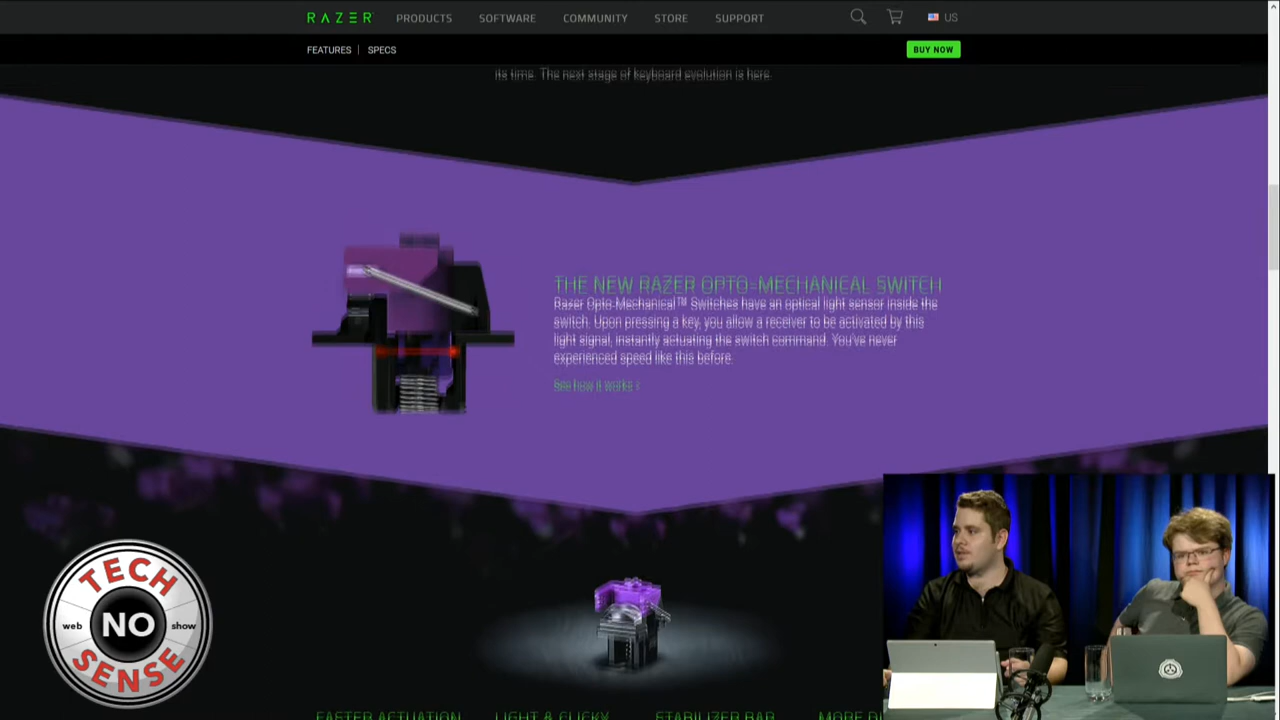 RAZER
PRODUCTS
SOFTWARE
COMMUNITY
STORE
SUPPORT
US
FEATURES
SPECS
BUY NOW
its time. The next stage of keyboard evolution is here.
THE NEW RAZER OPTO-MECHANICAL SWITCH
Razer Opto-Mechanical™ Switches have an optical light sensor inside the
switch. Upon pressing a key, you allow a receiver to be activated by this
light signal, instantly actuating the switch command. You've never
experienced speed like this before.
See how it works
TECH
web NO show
SENSE
FASTER ACTUATION
LIGHT & CLICKY
STABILIZER BAR